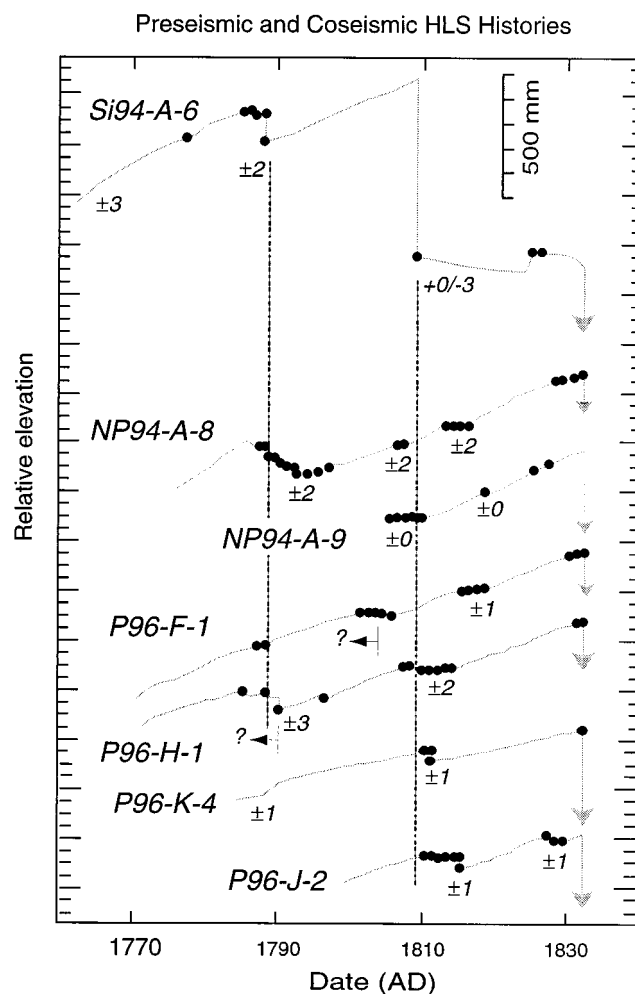 Preseismic and Coseismic HLS Histories
Si94-A-6
500 mm
±2
±3
+0/-3
Relative elevation
NP94-A-8
±2
±2
±2
NP94-A-9
±0
±0
P96-F-1
?
±1
±3
±2
?
P96-H-1
P96-K-4
±1
±1
P96-J-2
±1
±1
1770
1790
1810
1830
Date (AD)